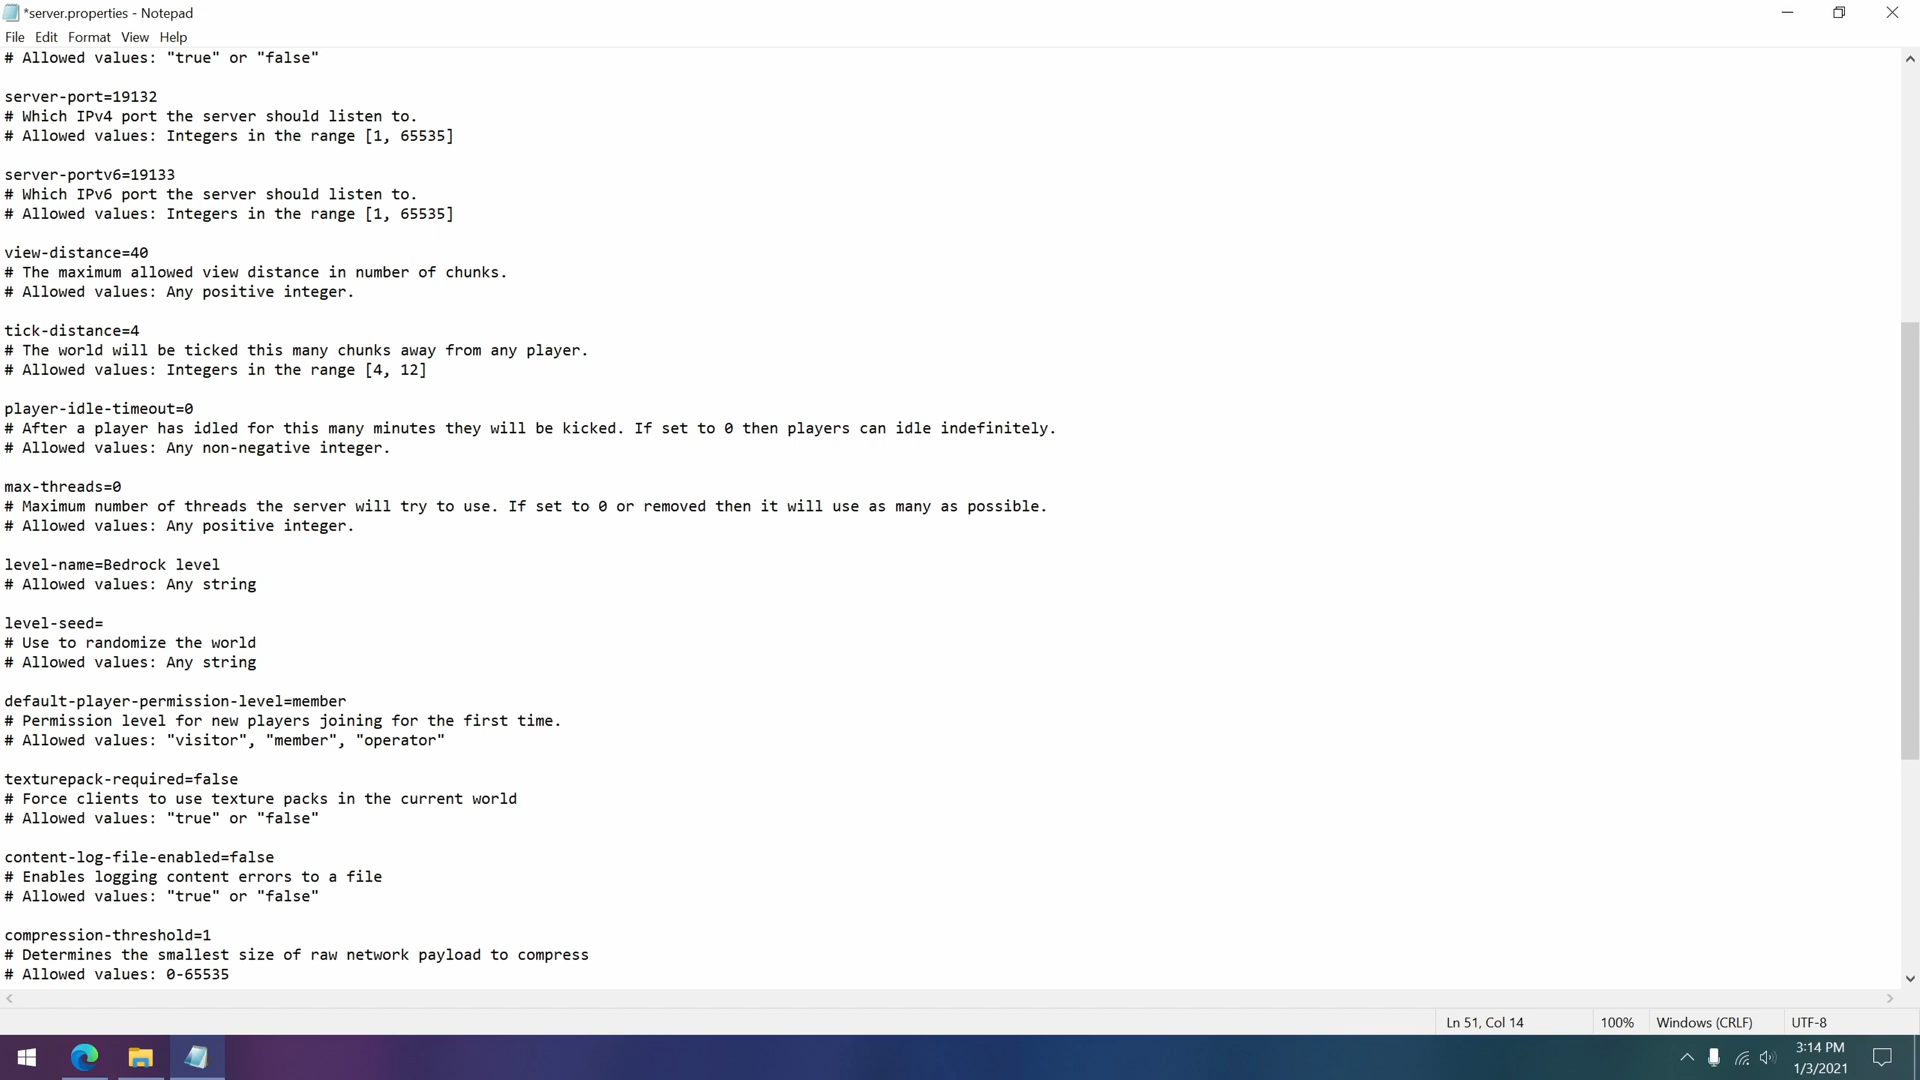 *server.properties - Notepad
File Edit Format View Help
# Allowed values: "true" or "false"
server-port=19132
# Which IPv4 port the server should listen to.
# Allowed values: Integers in the range [1, 65535]
server-portv6=19133
# Which IPv6 port the server should listen to.
# Allowed values: Integers in the range [1, 65535]
view-distance=40
# The maximum allowed view distance in number of chunks.
# Allowed values: Any positive integer.
tick-distance=4
# The world will be ticked this many chunks away from any player.
# Allowed values: Integers in the range [4, 12]
player-idle-timeout=0
# After a player has idled for this many minutes they will be kicked. If set to 0 then players can idle indefinitely.
# Allowed values: Any non-negative integer.
max-threads=0
# Maximum number of threads the server will try to use. If set to 0 or removed then it will use as many as possible.
# Allowed values: Any positive integer.
level-name=Bedrock level
# Allowed values: Any string
level-seed=
# Use to randomize the world
# Allowed values: Any string
default-player-permission-level=member
# Permission level for new players joining for the first time.
# Allowed values: "visitor", "member", "operator"
texturepack-required=false
# Force clients to use texture packs in the current world
# Allowed values: "true" or "false"
content-log-file-enabled=false
# Enables logging content errors to a file
# Allowed values: "true" or "false"
compression-threshold=1
# Determines the smallest size of raw network payload to compress
# Allowed values: 0-65535
Ln 51, Col 14 100% Windows (CRLF) UTF-8
3:14 PM
1/3/2021